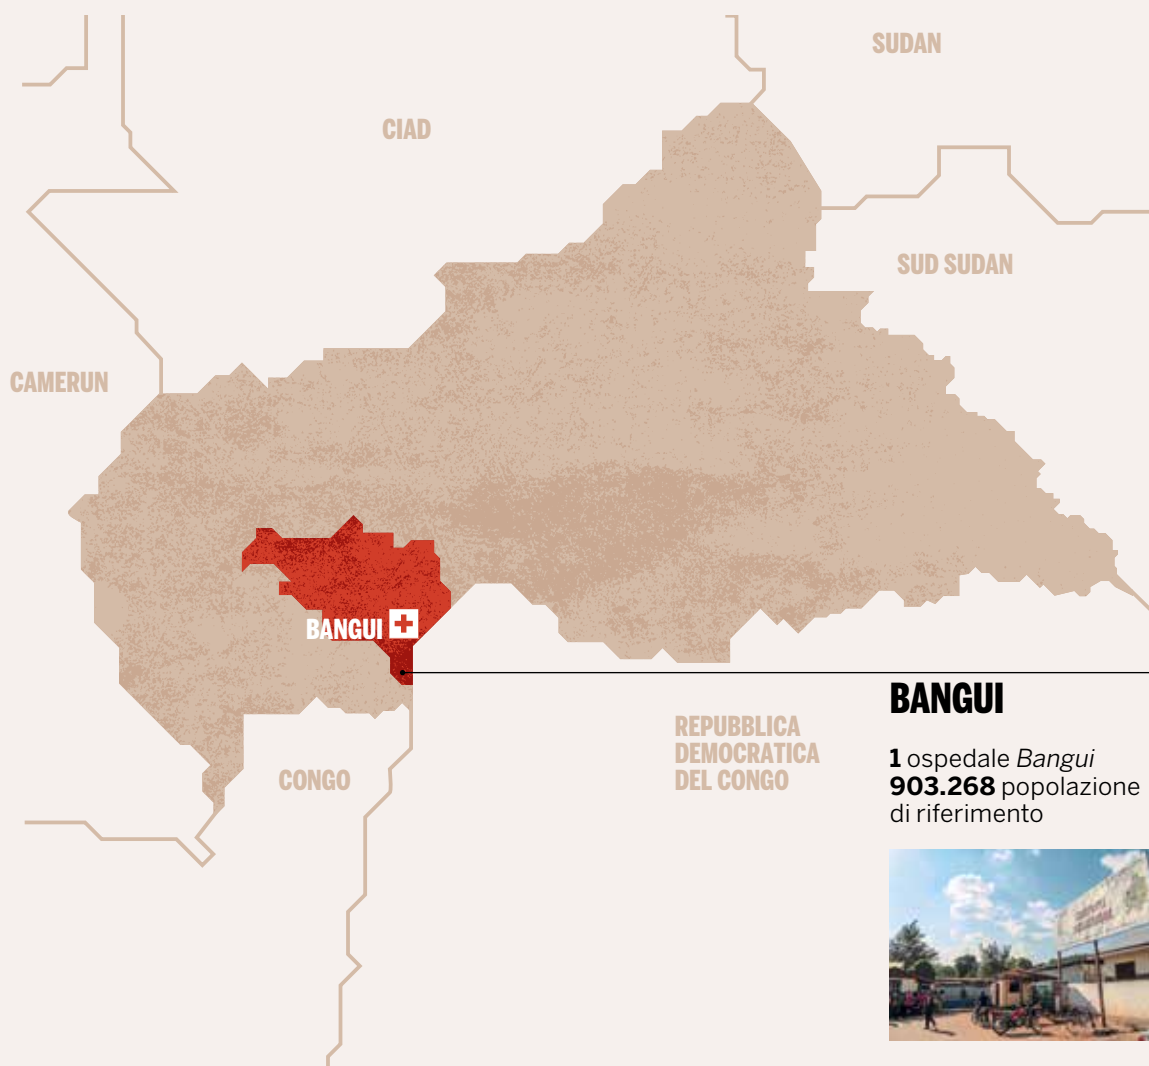 SUDAN
CIAD
SUD SUDAN
CAMERUN
BANGUI
BANGUI
1 ospedale Bangui
903.268 popolazione
di riferimento
REPUBBLICA
DEMOCRATICA
DEL CONGO
CONGO